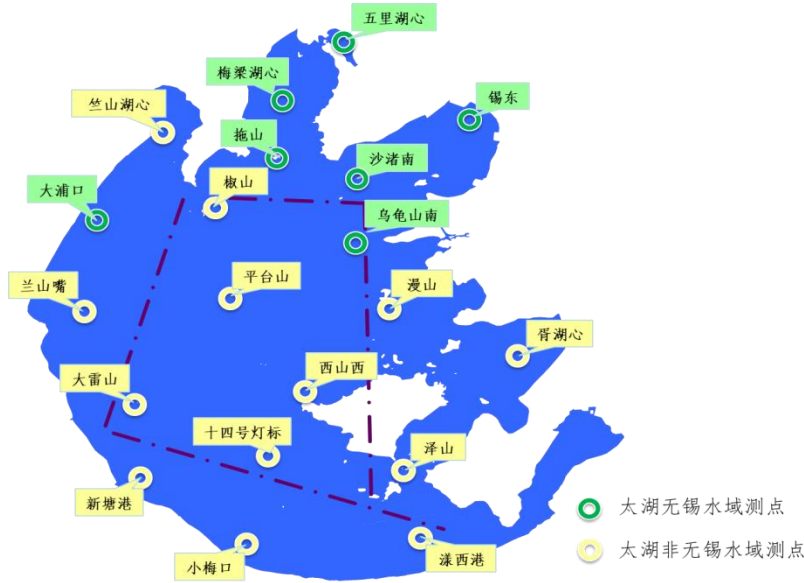 五里湖心
梅梁湖心
竺山湖心
锡东
拖山
沙渚南
椒山
大浦口
乌龟山南
平台山
漫山
兰山嘴
胥湖心
西山西
大雷山
十四号灯标
泽山
新塘港
小梅口
漾西港
太湖无锡水域测点
太湖非无锡水域测点